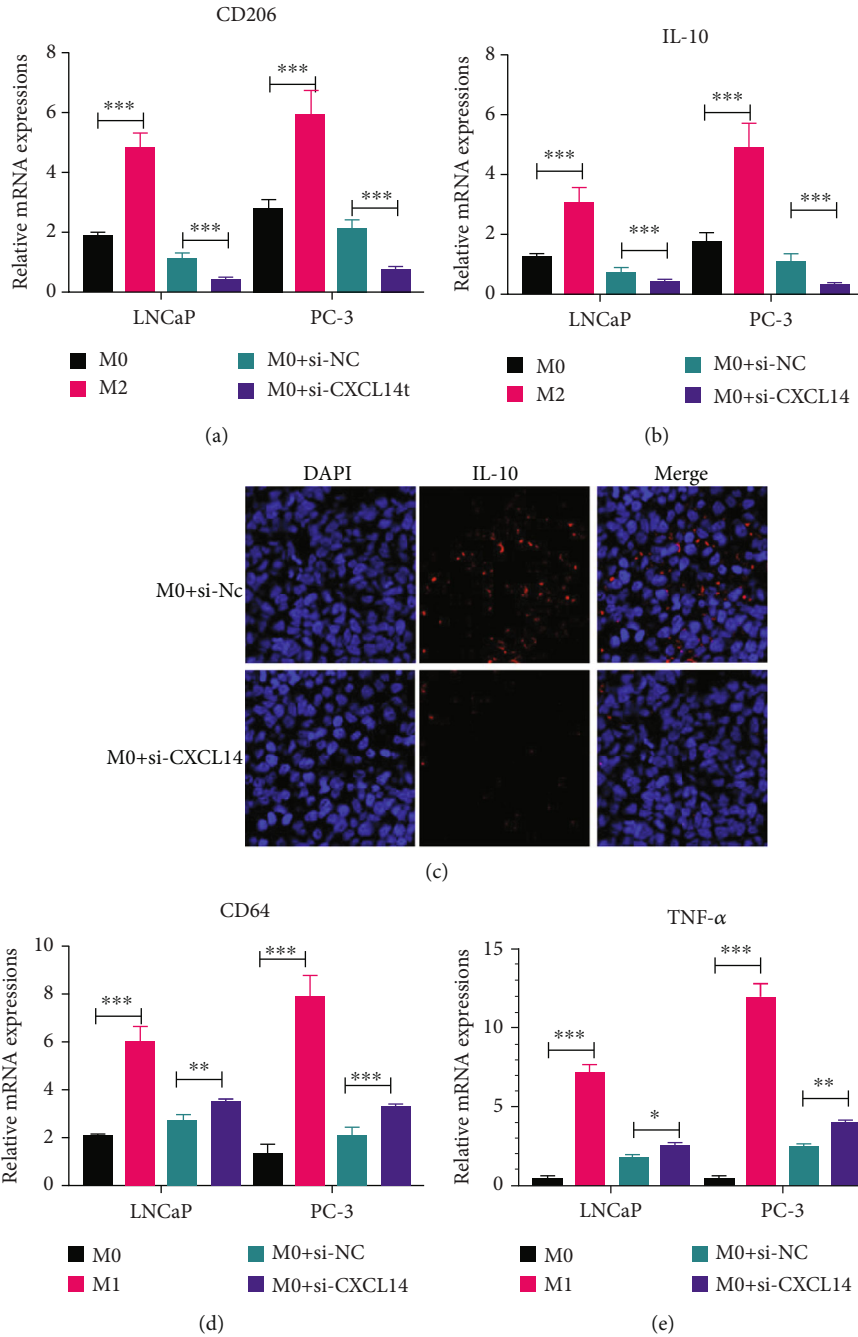 CD206
Relative mRNA expressions
8
6
4
2
0
***
***
***
***
LNCaP PC-3
M0 M0+si-NC
M2 M0+si-CXCL14t
(a)
IL-10
Relative mRNA expressions
8
6
4
2
0
***
***
***
***
LNCaP PC-3
M0 M0+si-NC
M2 M0+si-CXCL14
(b)
DAPI IL-10 Merge
M0+si-Nc
M0+si-CXCL14
(c)
CD64
Relative mRNA expressions
10
8
6
4
2
0
***
***
**
***
LNCaP PC-3
M0 M0+si-NC
M1 M0+si-CXCL14
(d)
TNF-α
Relative mRNA expressions
15
10
5
0
***
***
*
**
LNCaP PC-3
M0 M0+si-NC
M1 M0+si-CXCL14
(e)